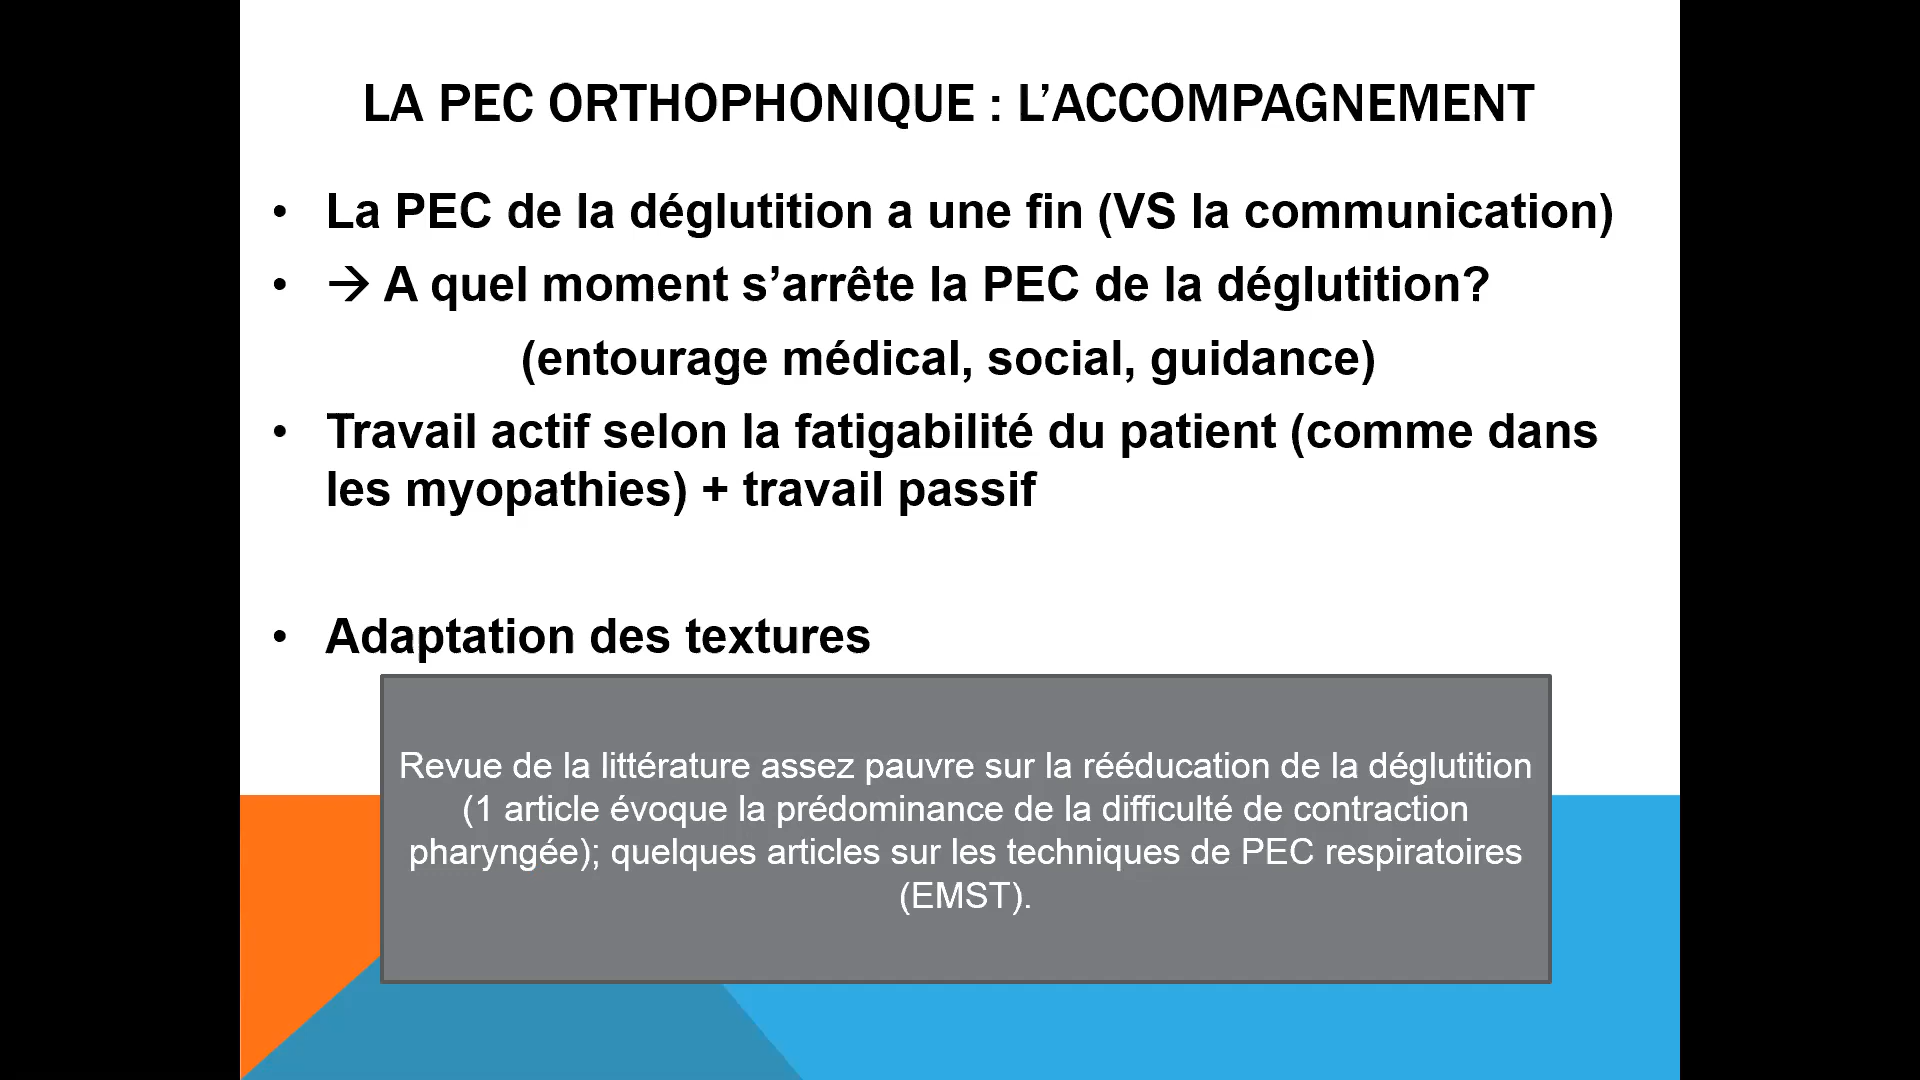 LA PEC ORTHOPHONIQUE : L’ACCOMPAGNEMENT
• La PEC de la déglutition a une fin (VS la communication)
• → A quel moment s’arrête la PEC de la déglutition?
(entourage médical, social, guidance)
• Travail actif selon la fatigabilité du patient (comme dans
les myopathies) + travail passif
• Adaptation des textures
Revue de la littérature assez pauvre sur la rééducation de la déglutition
(1 article évoque la prédominance de la difficulté de contraction
pharyngée); quelques articles sur les techniques de PEC respiratoires
(EMST).